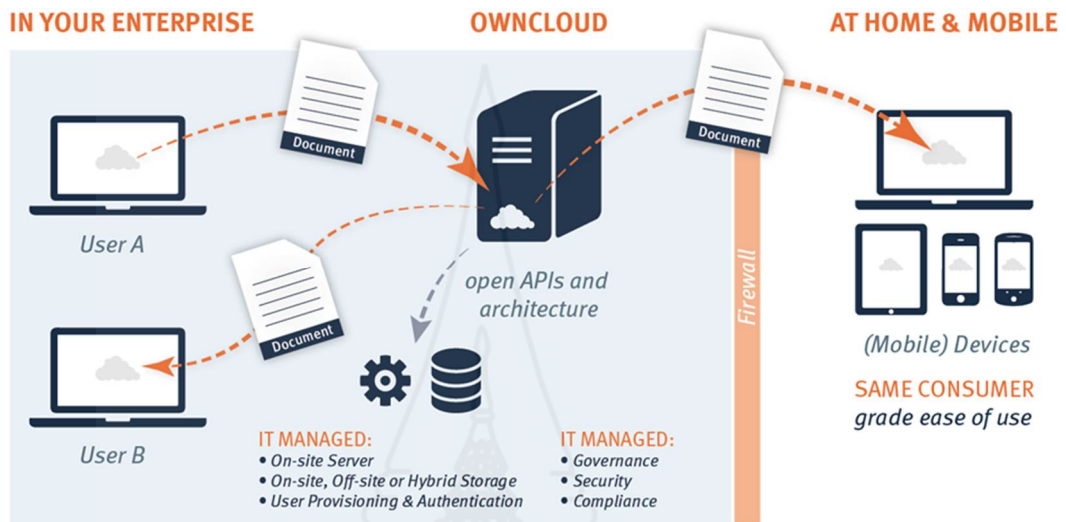 IN YOUR ENTERPRISE
OWNCLOUD
AT HOME & MOBILE
Document
Document
User A
open APIs and
architecture
Firewall
Document
User B
(Mobile) Devices
SAME CONSUMER
grade ease of use
IT MANAGED:
• On-site Server
• On-site, Off-site or Hybrid Storage
• User Provisioning & Authentication
IT MANAGED:
• Governance
• Security
• Compliance